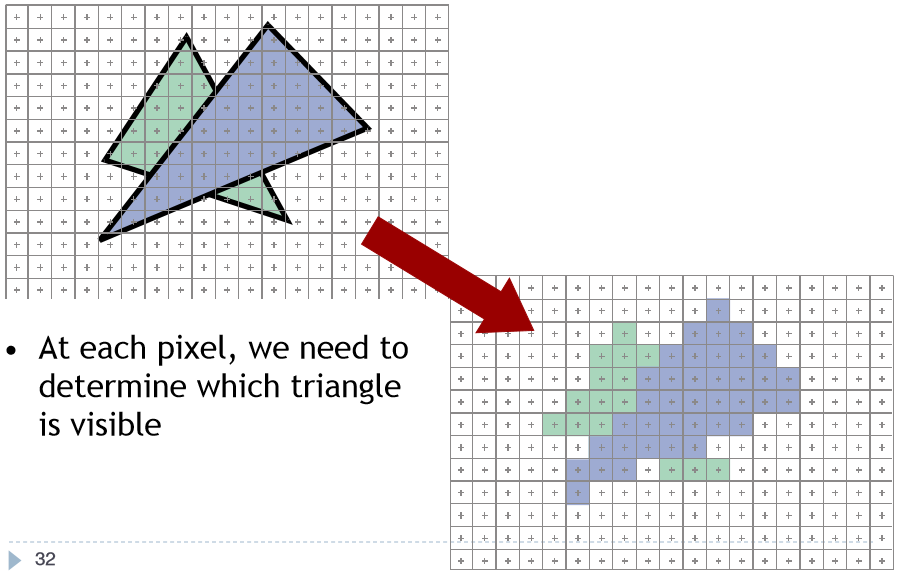 • At each pixel, we need to
determine which triangle
is visible
32